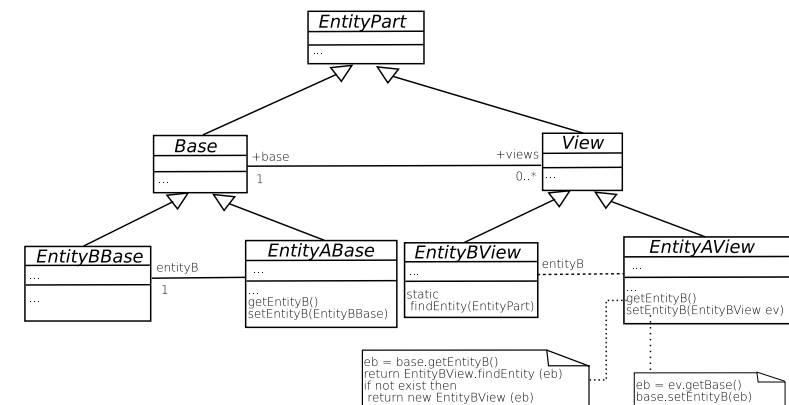 EntityPart
...
Base
...
+base
1
+views
0..*
View
...
EntityBBase
...
...
entityB
1
EntityABase
...
...
getEntityB()
setEntityB(EntityBBase)
EntityBView
...
static
findEntity(EntityPart)
entityB
EntityAView
...
...
getEntityB()
setEntityB(EntityBView ev)
eb = base.getEntityB()
return EntityBView.findEntity (eb)
if not exist then
return new EntityBView (eb)
eb = ev.getBase()
base.setEntityB(eb)